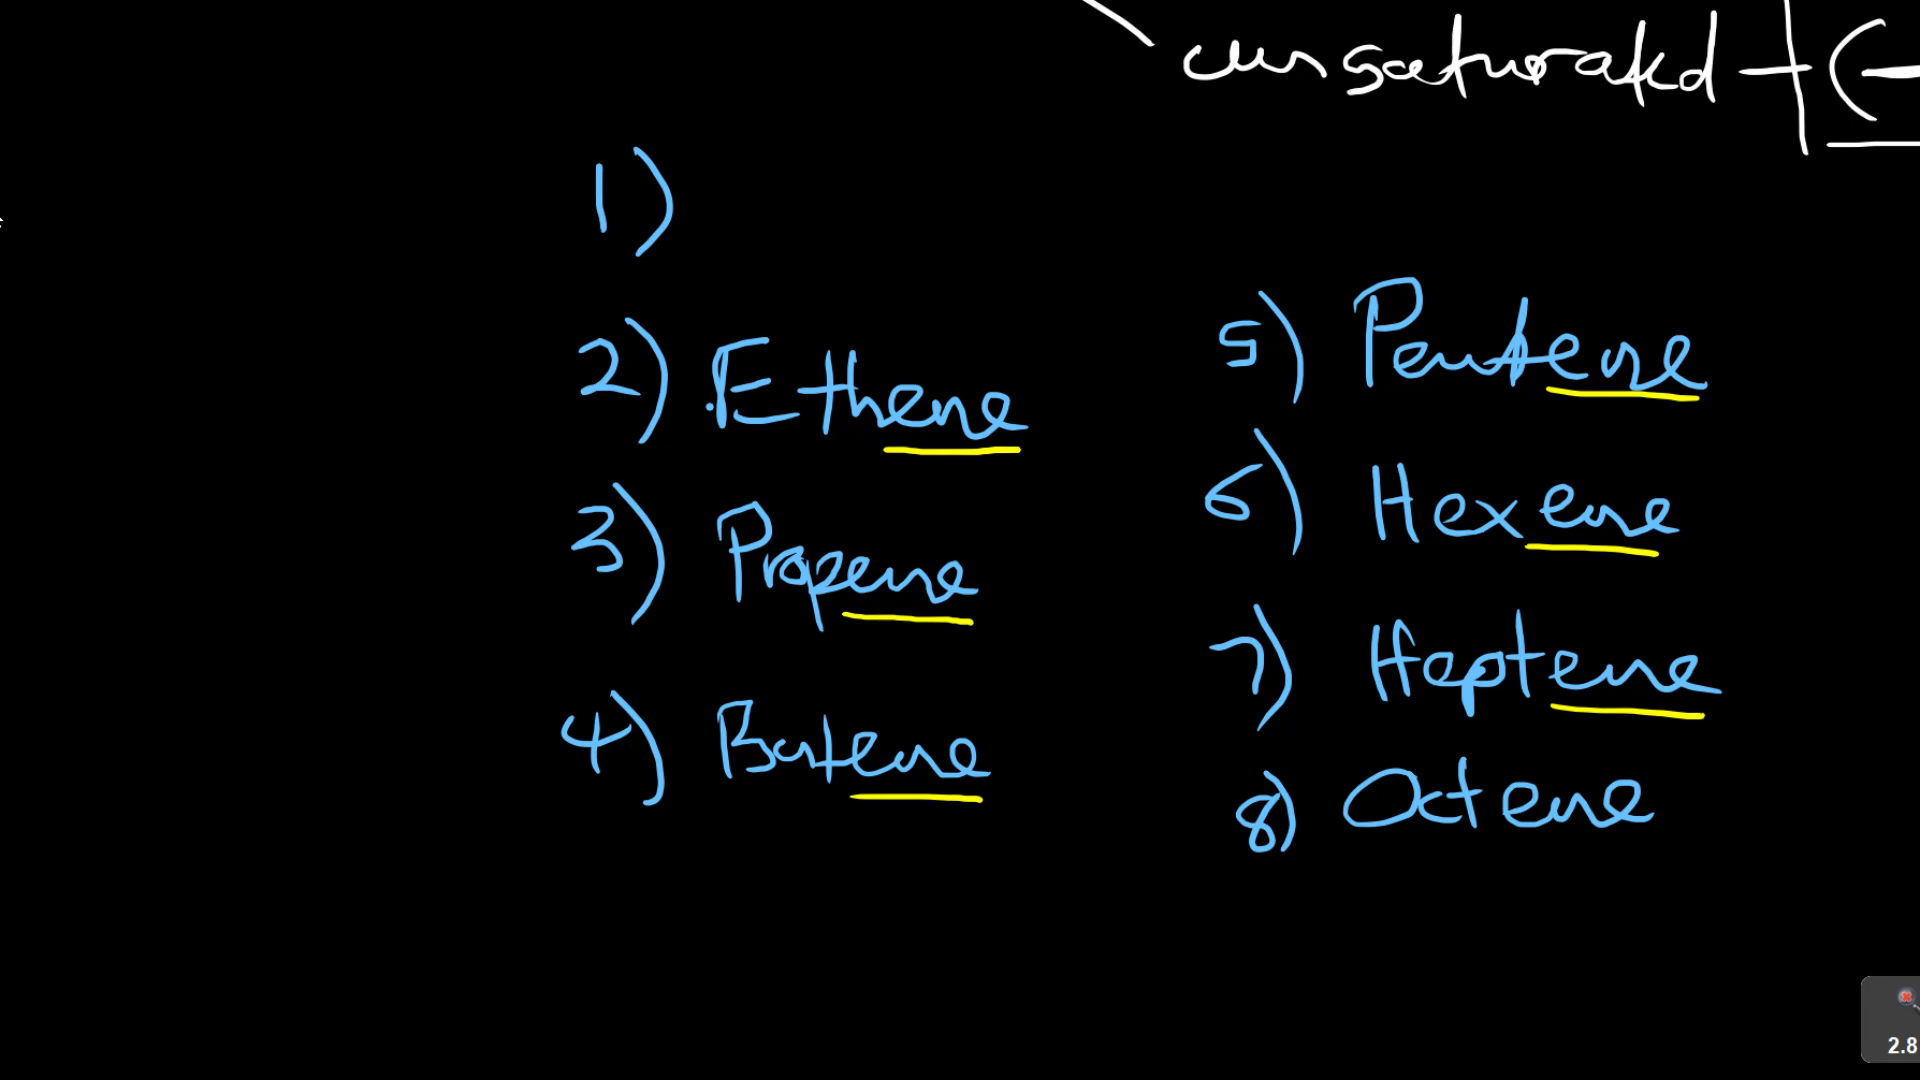 unsaturated + (-
1)
2) Ethene
3) Propene
4) Butene
5) Pentene
6) Hexene
7) Heptene
8) Octene
2.8